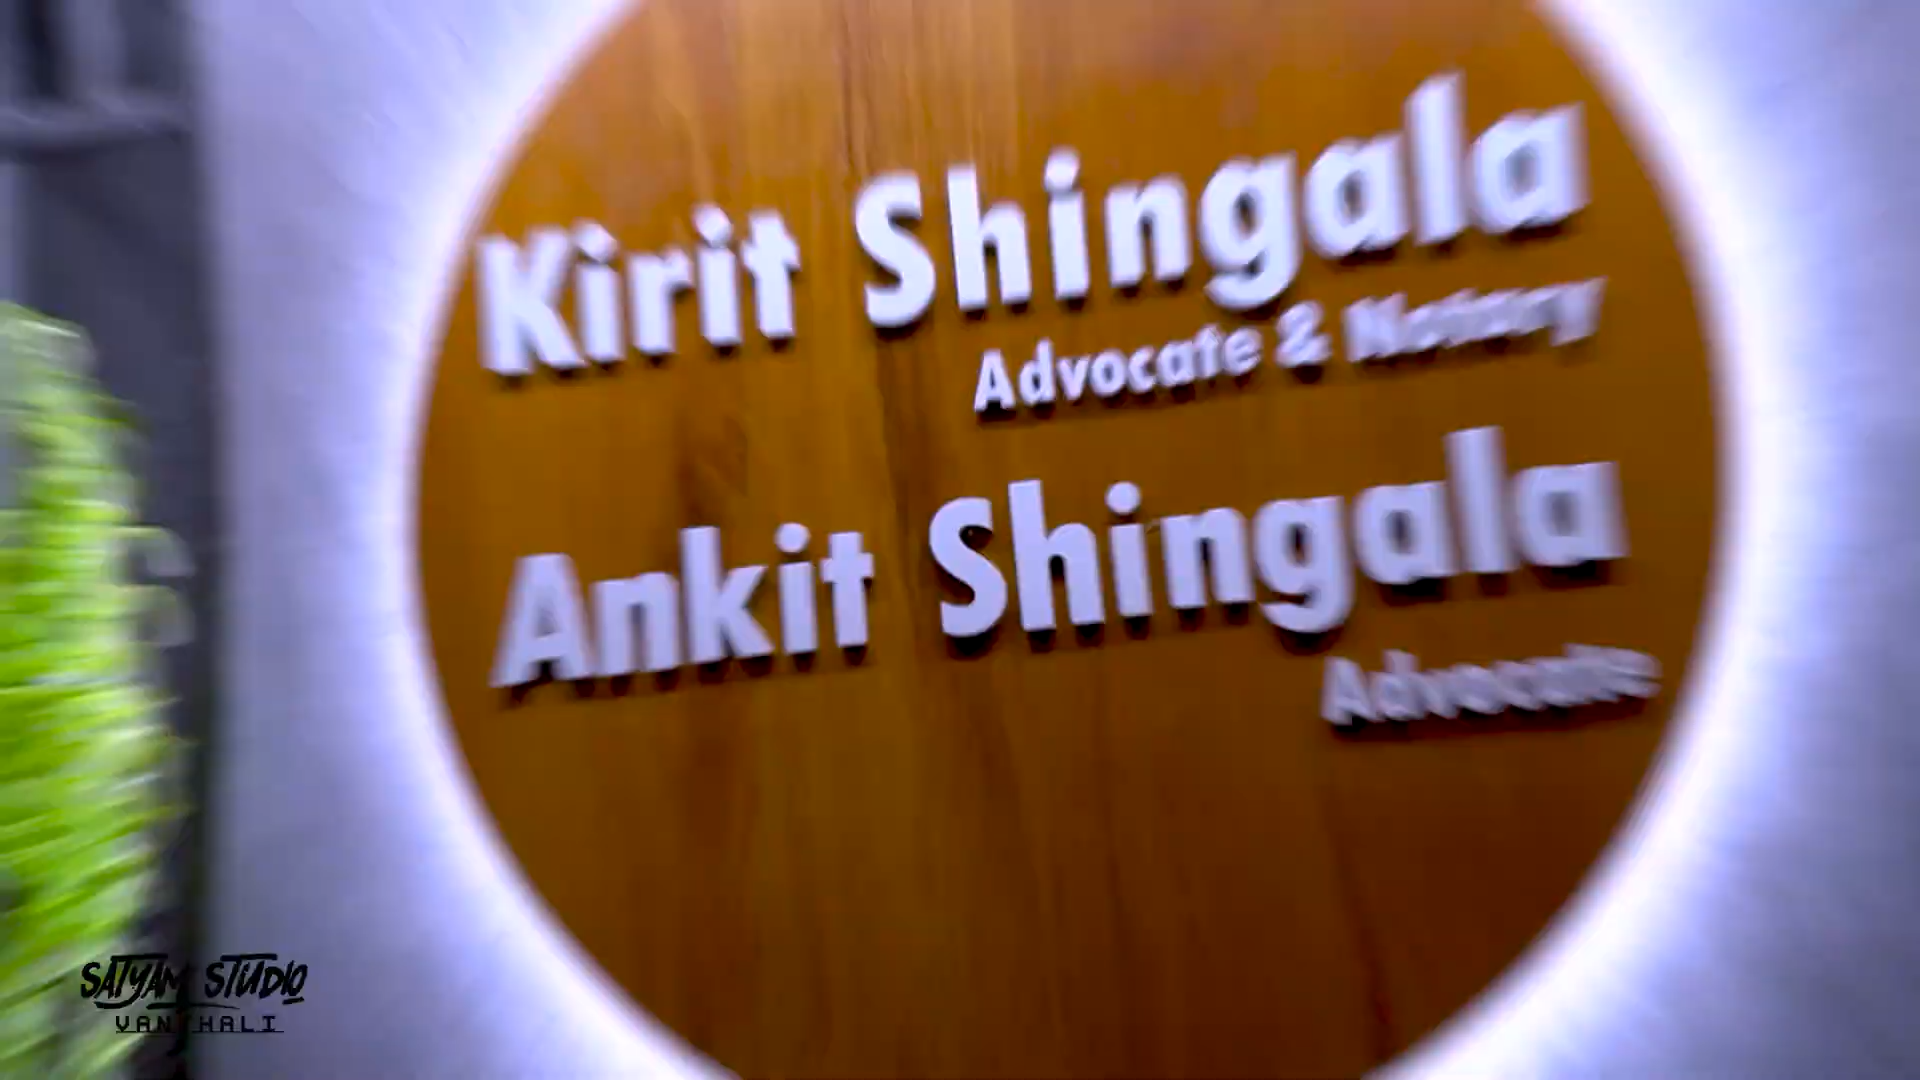 Kirit Shingala
Advocate & Notary
Ankit Shingala
Advocate
SATYAM STUDIO
VANTHALI